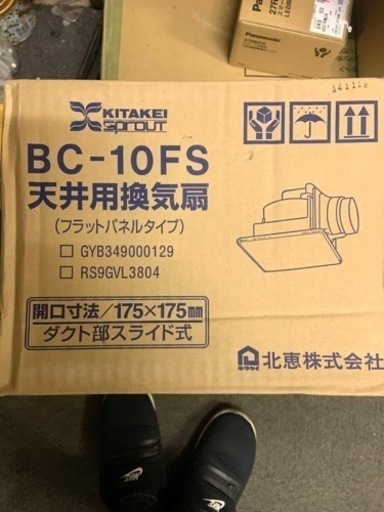 Panasonic
KITAKEI
sprout
BC-10FS
天井用換気扇
(フラットパネルタイプ)
□ GYB349000129
□ RS9GVL3804
開口寸法/175×175mm
ダクト部スライド式
北恵株式会社